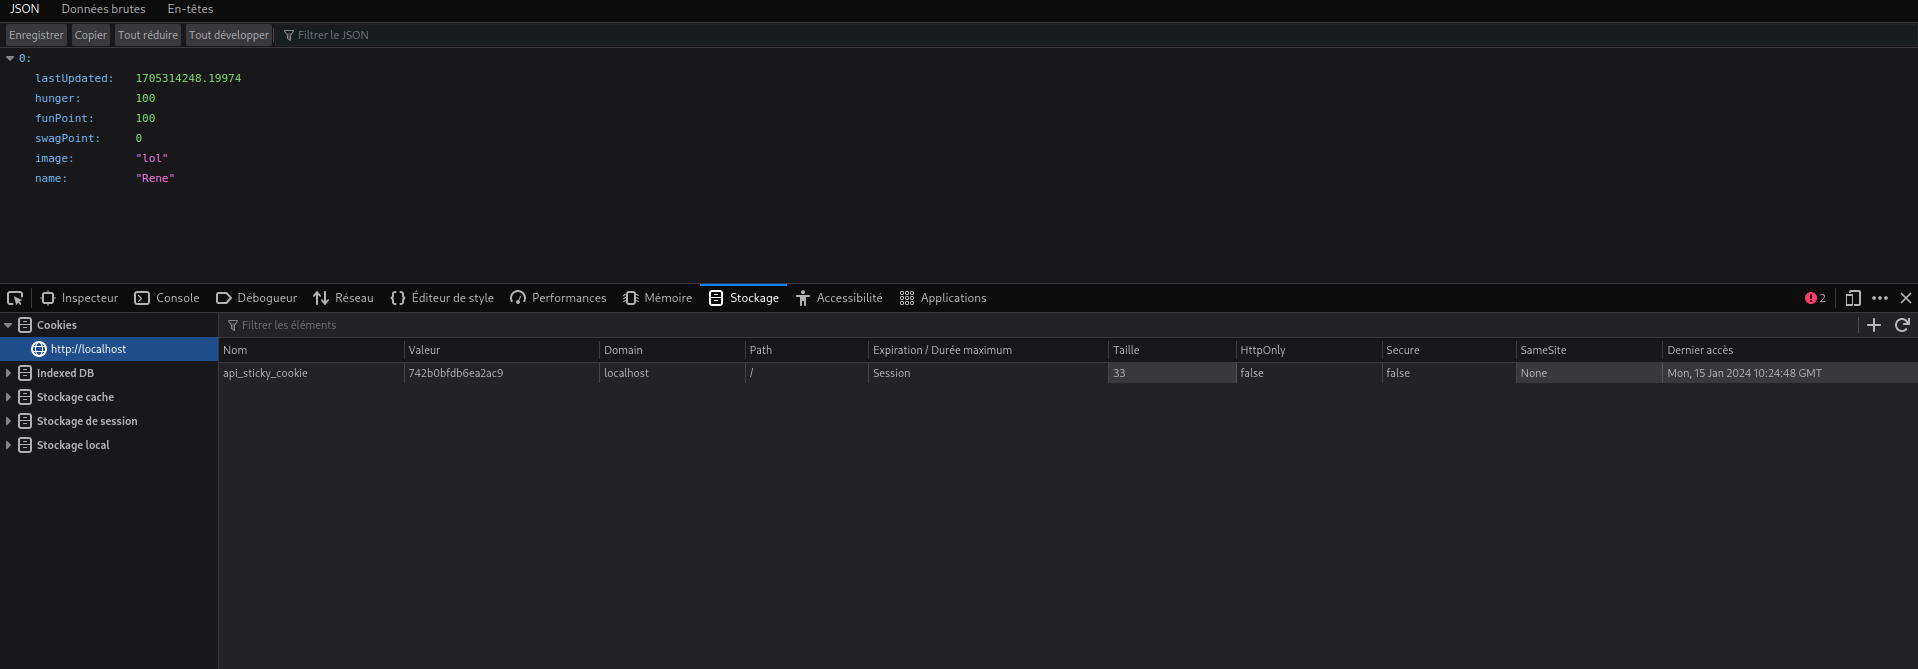 JSON Données brutes En-têtes
Enregistrer Copier Tout réduire Tout développer Filtrer le JSON
0:
lastUpdated: 1705314248.19974
hunger: 100
funPoint: 100
swagPoint: 0
image: "lol"
name: "Rene"
Inspecteur Console Débogueur Réseau Éditeur de style Performances Mémoire Stockage Accessibilité Applications 2
Cookies Filtrer les éléments
http://localhost Nom Valeur Domain Path Expiration / Durée maximum Taille HttpOnly Secure SameSite Dernier accès
Indexed DB api_sticky_cookie 742b0bfdb6ea2ac9 localhost / Session 33 false false None Mon, 15 Jan 2024 10:24:48 GMT
Stockage cache
Stockage de session
Stockage local